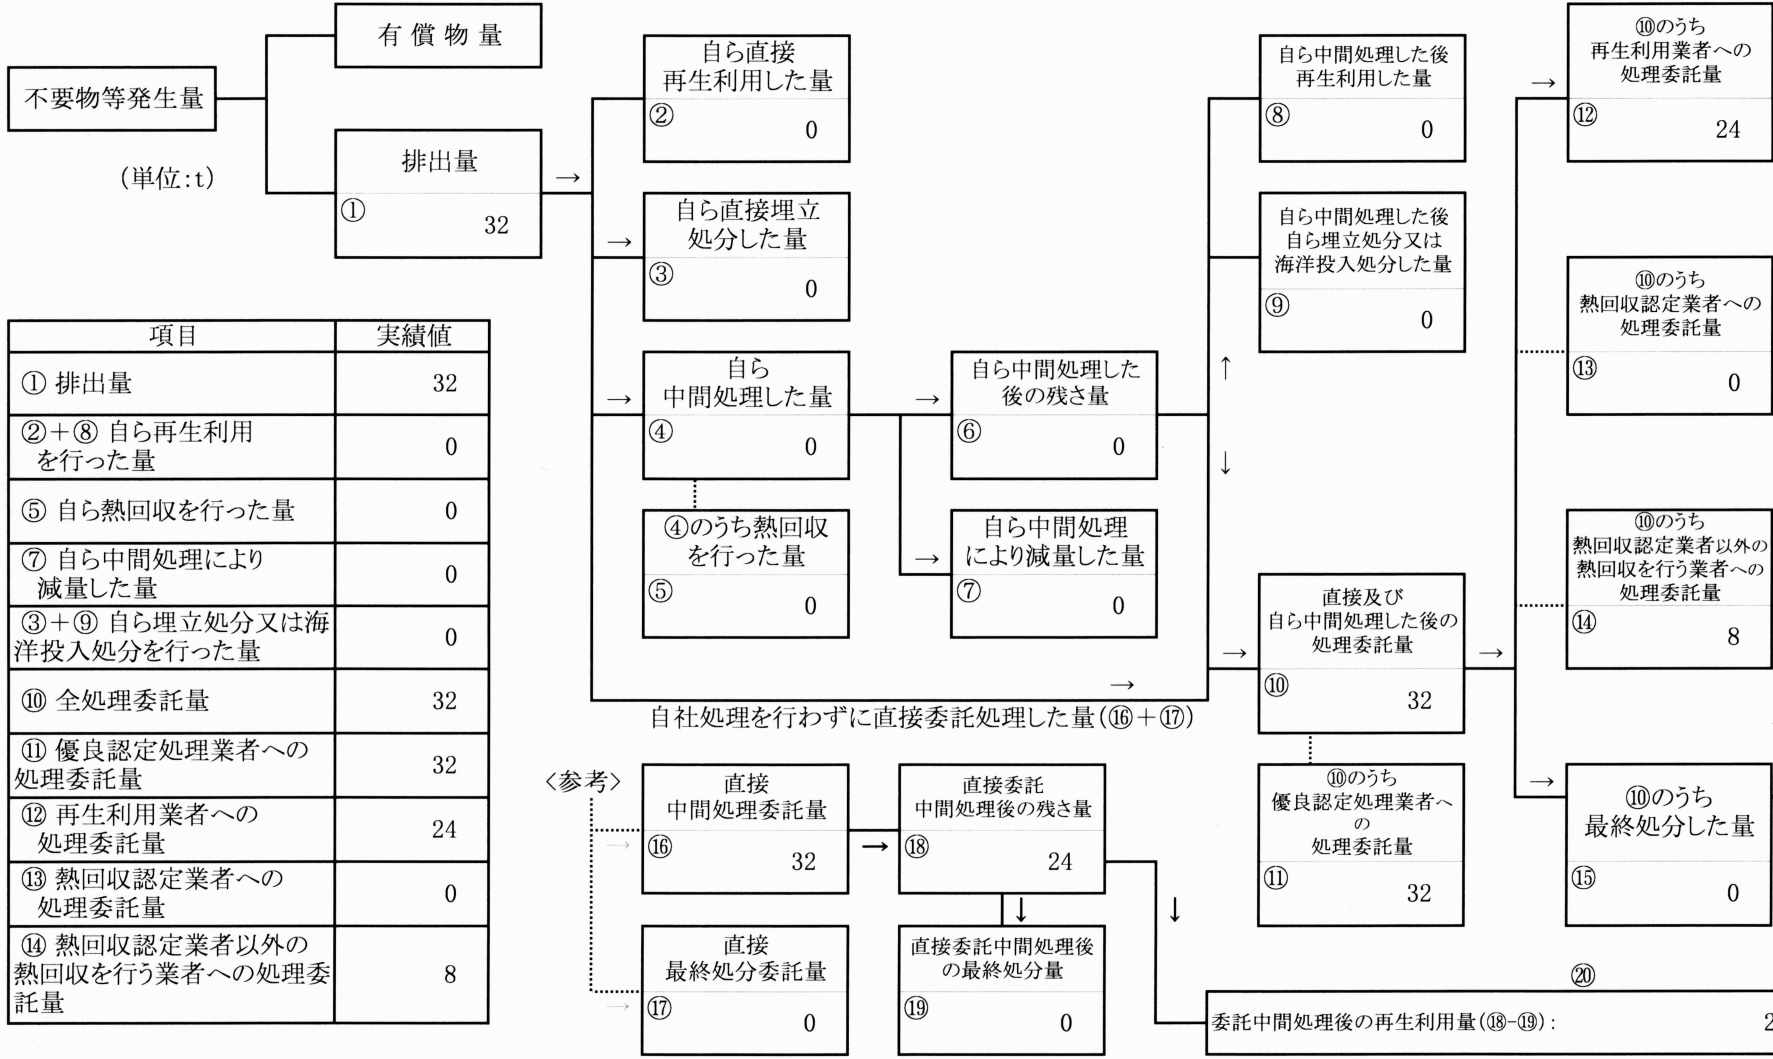 不要物等発生量
(単位:t)
有償物量
排出量
①
32
→
自ら直接
再生利用した量
②
0
→
自ら直接埋立
処分した量
③
0
→
自ら
中間処理した量
④
0
④のうち熱回収
を行った量
⑤
0
→
自ら中間処理した
後の残さ量
⑥
0
→
自ら中間処理
により減量した量
⑦
0
↑
↓
自ら中間処理した後
再生利用した量
⑧
0
自ら中間処理した後
自ら埋立処分又は
海洋投入処分した量
⑨
0
→
自社処理を行わずに直接委託処理した量(⑯+⑰)
→
直接及び
自ら中間処理した後の
処理委託量
⑩
32
⑩のうち
優良認定処理業者へ
の
処理委託量
⑪
32
→
→
⑩のうち
再生利用業者への
処理委託量
⑫
24
⑩のうち
熱回収認定業者への
処理委託量
⑬
0
⑩のうち
熱回収認定業者以外の
熱回収を行う業者への
処理委託量
⑭
8
→
⑩のうち
最終処分した量
⑮
0
項目 実績値
① 排出量 32
②+⑧ 自ら再生利用
を行った量 0
⑤ 自ら熱回収を行った量 0
⑦ 自ら中間処理により
減量した量 0
③+⑨ 自ら埋立処分又は海
洋投入処分を行った量 0
⑩ 全処理委託量 32
⑪ 優良認定処理業者への
処理委託量 32
⑫ 再生利用業者への
処理委託量 24
⑬ 熱回収認定業者への
処理委託量 0
⑭ 熱回収認定業者以外の
熱回収を行う業者への処理委
託量 8
〈参考〉
→
直接
中間処理委託量
⑯
32
→
直接委託
中間処理後の残さ量
⑱
24
↓
↓
→
直接
最終処分委託量
⑰
0
直接委託中間処理後
の最終処分量
⑲
0
⑳
委託中間処理後の再生利用量(⑱-⑲): 2